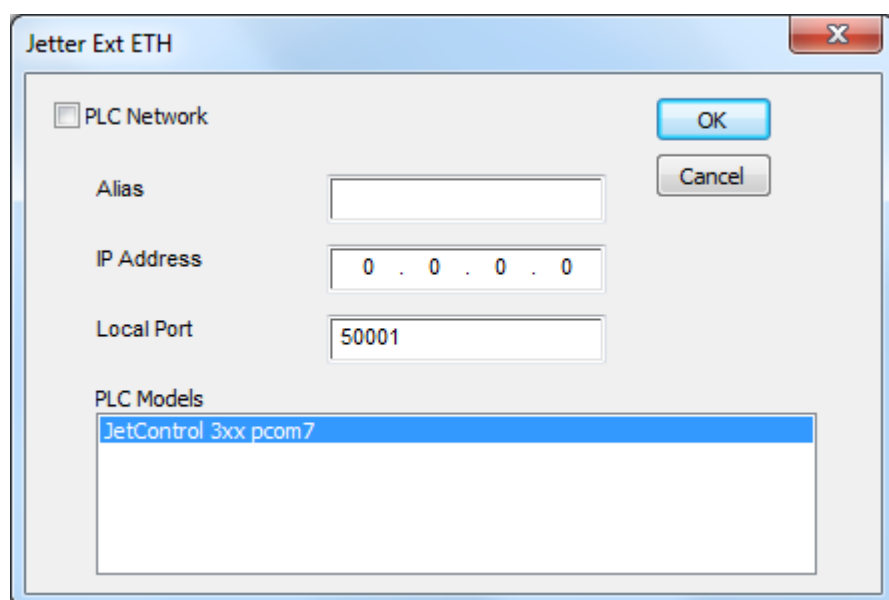 Jetter Ext ETH
PLC Network
OK
Cancel
Alias
IP Address
0 . 0 . 0 . 0
Local Port
50001
PLC Models
JetControl 3xx pcom7